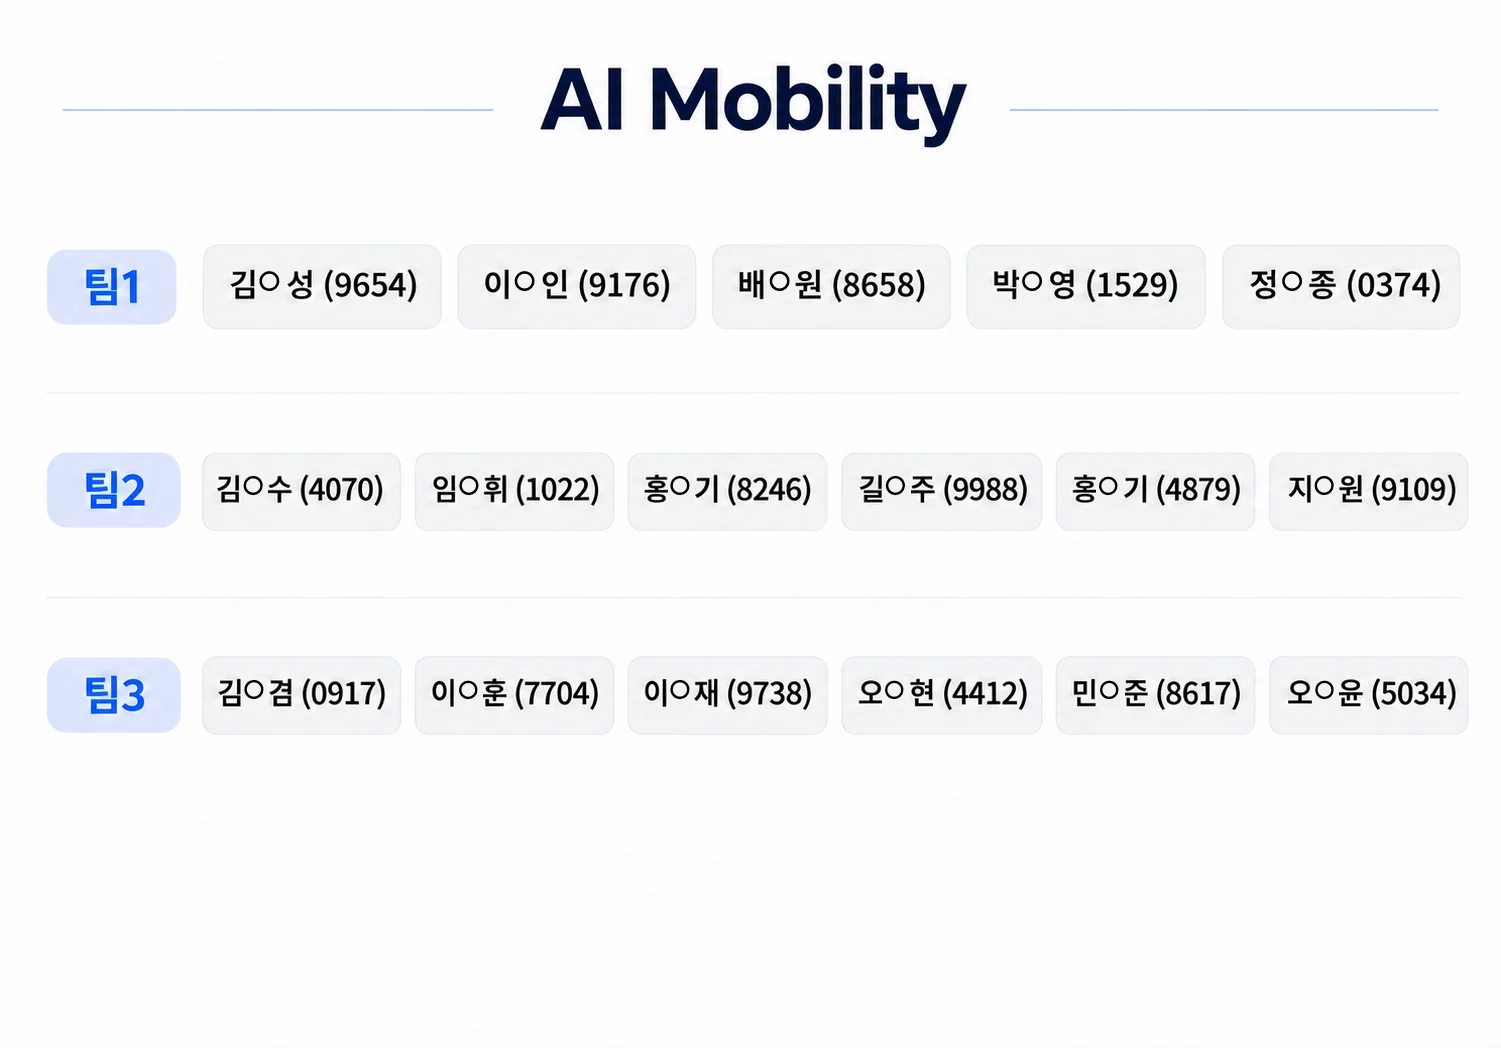 AI Mobility
팀1 김○성 (9654) 이○인 (9176) 배○원 (8658) 박○영 (1529) 정○종 (0374)
팀2 김○수 (4070) 임○휘 (1022) 홍○기 (8246) 길○주 (9988) 홍○기 (4879) 지○원 (9109)
팀3 김○겸 (0917) 이○훈 (7704) 이○재 (9738) 오○현 (4412) 민○준 (8617) 오○윤 (5034)